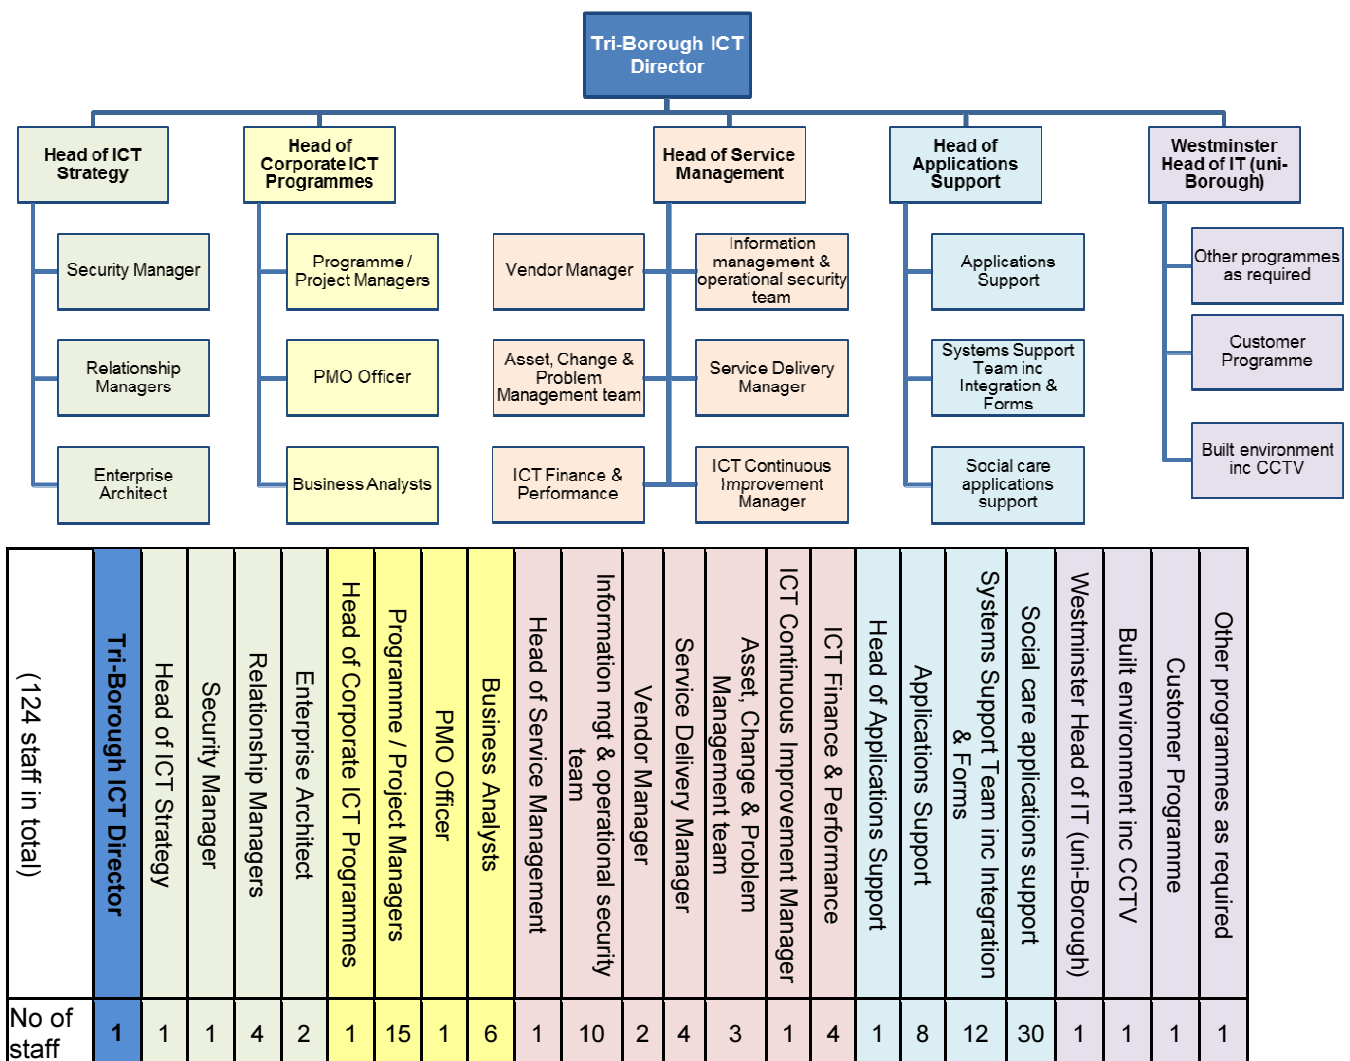 Tri-Borough ICT
Director
Head of ICT
Strategy
Head of
Corporate ICT
Programmes
Head of Service
Management
Head of
Applications
Support
Westminster
Head of IT (uni-
Borough)
Security Manager
Relationship
Managers
Enterprise
Architect
Programme /
Project Managers
PMO Officer
Business Analysts
Vendor Manager
Information
management &
operational security
team
Asset, Change &
Problem
Management team
Service Delivery
Manager
ICT Finance &
Performance
ICT Continuous
Improvement
Manager
Applications
Support
Systems Support
Team inc
Integration &
Forms
Social care
applications
support
Other programmes
as required
Customer
Programme
Built environment
inc CCTV
(124 staff in total)
Tri-Borough ICT Director
Head of ICT Strategy
Security Manager
Relationship Managers
Enterprise Architect
Head of Corporate ICT Programmes
Programme / Project Managers
PMO Officer
Business Analysts
Head of Service Management
Information mgt & operational security
team
Vendor Manager
Service Delivery Manager
Asset, Change & Problem
Management team
ICT Continuous Improvement Manager
ICT Finance & Performance
Head of Applications Support
Applications Support
Systems Support Team inc Integration
& Forms
Social care applications support
Westminster Head of IT (uni-Borough)
Built environment inc CCTV
Customer Programme
Other programmes as required
No of
staff
1 1 1 4 2 1 15 1 6 1 10 2 4 3 1 4 1 8 12 30 1 1 1 1